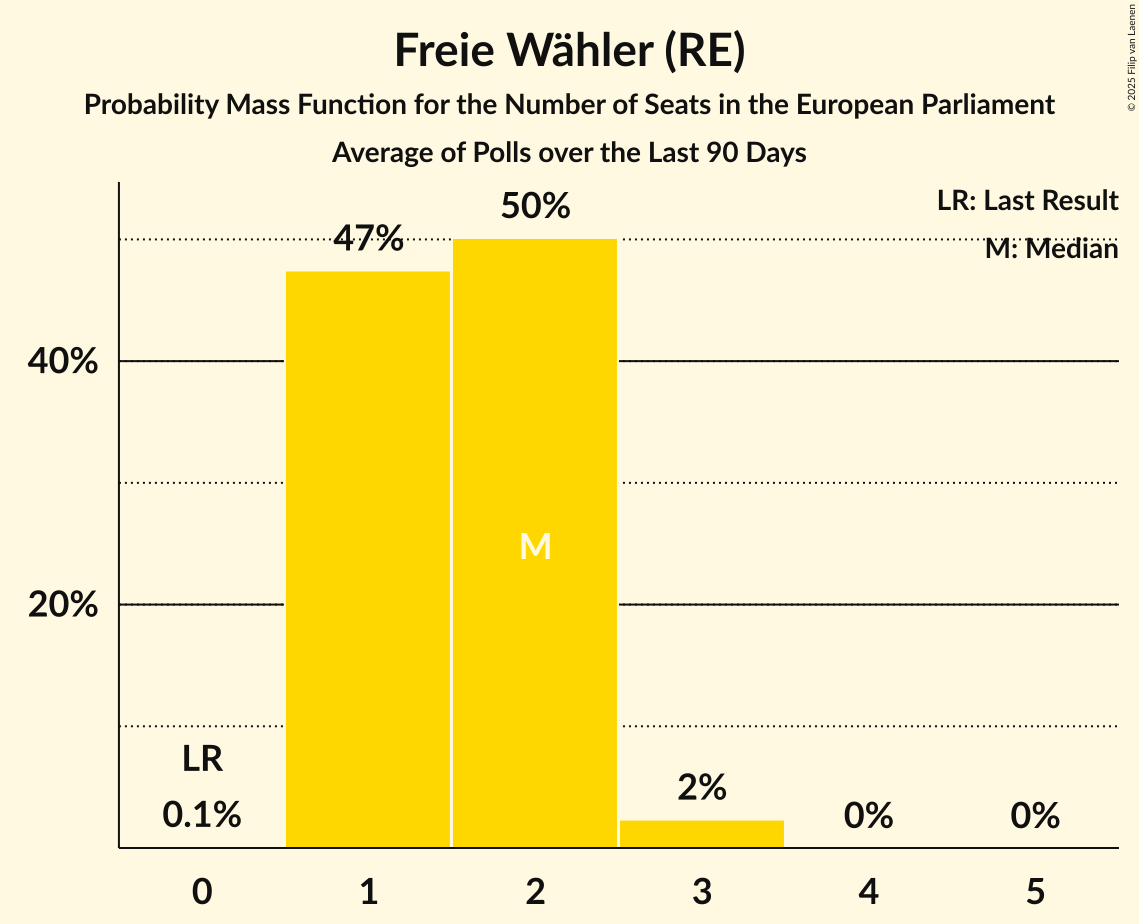 Freie Wähler (RE)
Probability Mass Function for the Number of Seats in the European Parliament
Average of Polls over the Last 90 Days
© 2025 Filip van Laenen
LR: Last Result
M: Median
50%
47%
40%
M
20%
LR
0.1%
2%
0%
0%
0 1 2 3 4 5